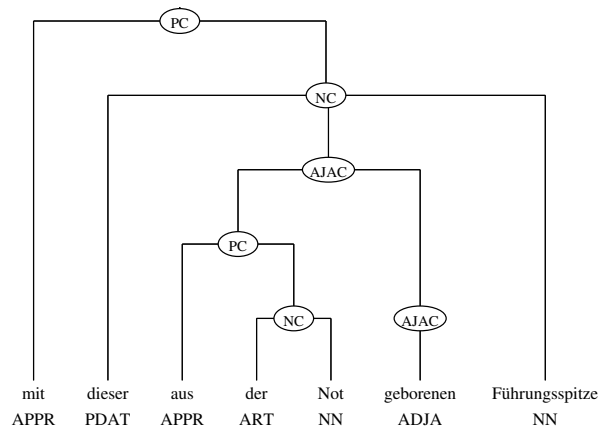 PC
NC
AJAC
PC
NC AJAC
mit dieser aus der Not geborenen Führungsspitze
APPR PDAT APPR ART NN ADJA NN